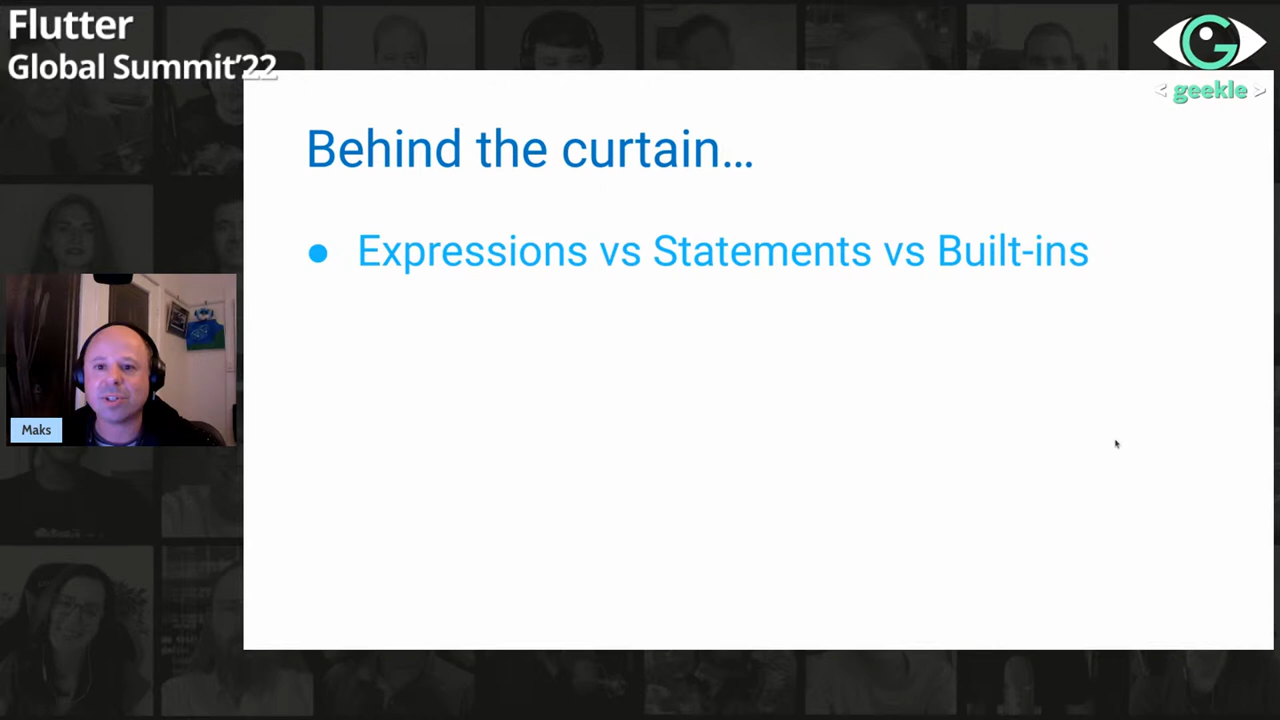 Flutter
Global Summit'22
G
< geekle >
Behind the curtain…
● Expressions vs Statements vs Built-ins
Maks